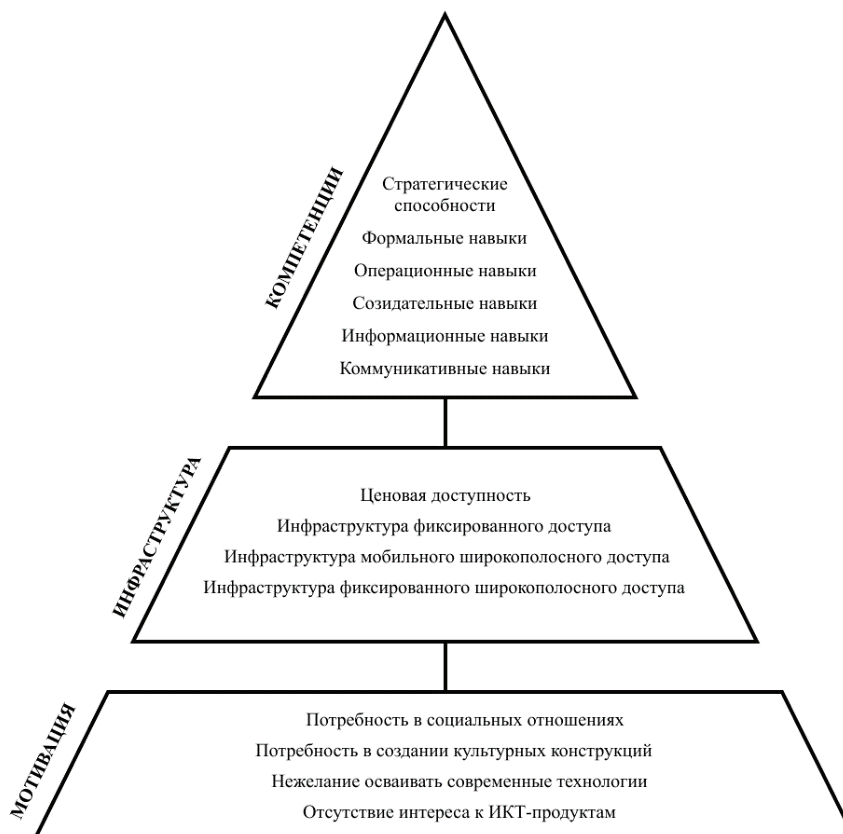 КОМПЕТЕНЦИИ
Стратегические
способности
Формальные навыки
Операционные навыки
Созидательные навыки
Информационные навыки
Коммуникативные навыки
ИНФРАСТРУКТУРА
Ценовая доступность
Инфраструктура фиксированного доступа
Инфраструктура мобильного широкополосного доступа
Инфраструктура фиксированного широкополосного доступа
МОТИВАЦИЯ
Потребность в социальных отношениях
Потребность в создании культурных конструкций
Нежелание осваивать современные технологии
Отсутствие интереса к ИКТ-продуктам